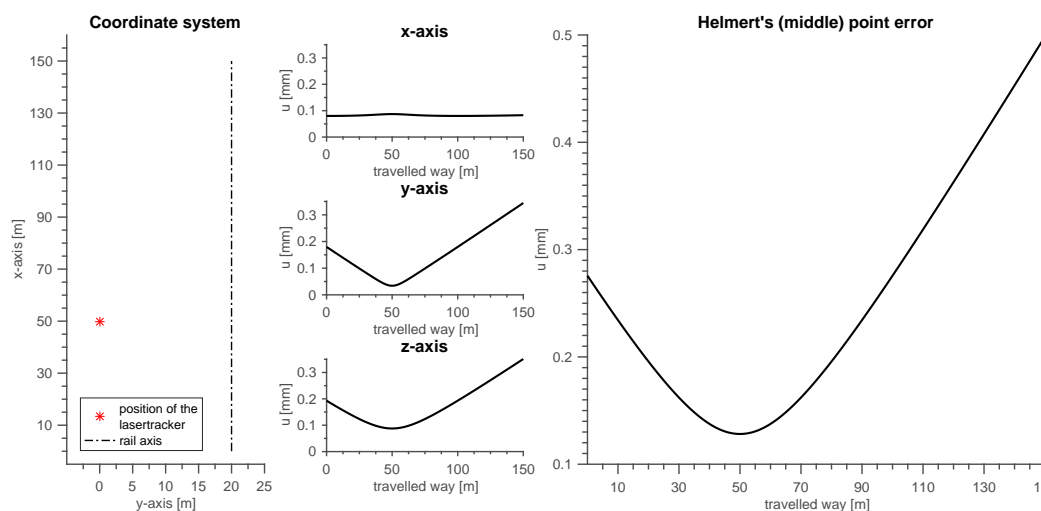 Coordinate system
150
130
110
90
70
50
30
10
x-axis [m]
0 5 10 15 20 25
y-axis [m]
position of the
lasertracker
rail axis
x-axis
0.3
0.2
0.1
0
u [mm]
0 50 100 150
travelled way [m]
y-axis
0.3
0.2
0.1
0
u [mm]
0 50 100 150
travelled way [m]
z-axis
0.3
0.2
0.1
0
u [mm]
0 50 100 150
travelled way [m]
Helmert's (middle) point error
0.5
0.4
0.3
0.2
0.1
u [mm]
10 30 50 70 90 110 130
travelled way [m]